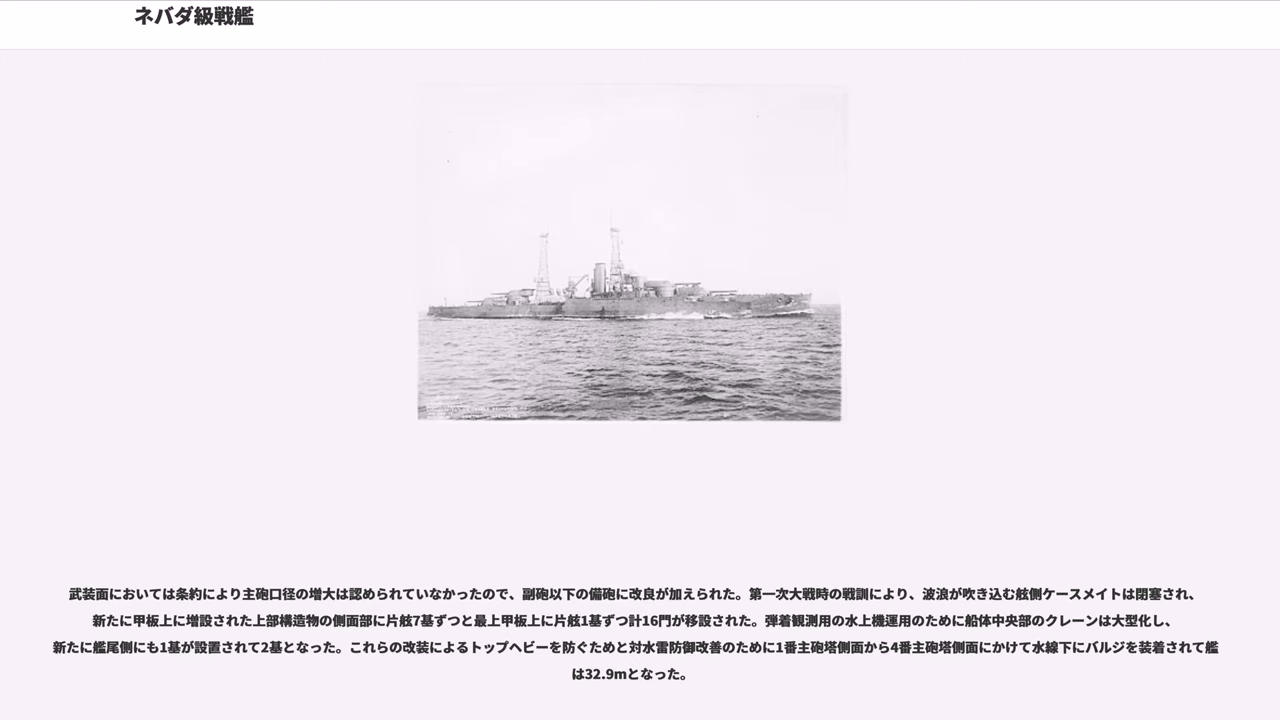 ネバダ級戦艦
武装面においては条約により主砲口径の増大は認められていなかったので、副砲以下の備砲に改良が加えられた。第一次大戦時の戦訓により、波浪が吹き込む舷側ケースメイトは閉塞され、
新たに甲板上に増設された上部構造物の側面部に片舷7基ずつと最上甲板上に片舷1基ずつ計16門が移設された。弾着観測用の水上機運用のために船体中央部のクレーンは大型化し、
新たに艦尾側にも1基が設置されて2基となった。これらの改装によるトップヘビーを防ぐためと対水雷防御改善のために1番主砲塔側面から4番主砲塔側面にかけて水線下にバルジを装着されて艦
は32.9mとなった。